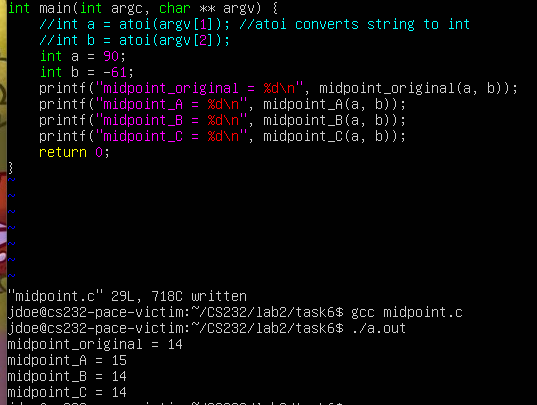 int main(int argc, char ** argv) {
    //int a = atoi(argv[1]); //atoi converts string to int
    //int b = atoi(argv[2]);
    int a = 90;
    int b = -61;
    printf("midpoint_original = %d\n", midpoint_original(a, b));
    printf("midpoint_A = %d\n", midpoint_A(a, b));
    printf("midpoint_B = %d\n", midpoint_B(a, b));
    printf("midpoint_C = %d\n", midpoint_C(a, b));
    return 0;
}
~
~
~
~
~
~
~
"midpoint.c" 29L, 718C written
jdoe@cs232-pace-victim:~/CS232/lab2/task6$ gcc midpoint.c
jdoe@cs232-pace-victim:~/CS232/lab2/task6$ ./a.out
midpoint_original = 14
midpoint_A = 15
midpoint_B = 14
midpoint_C = 14